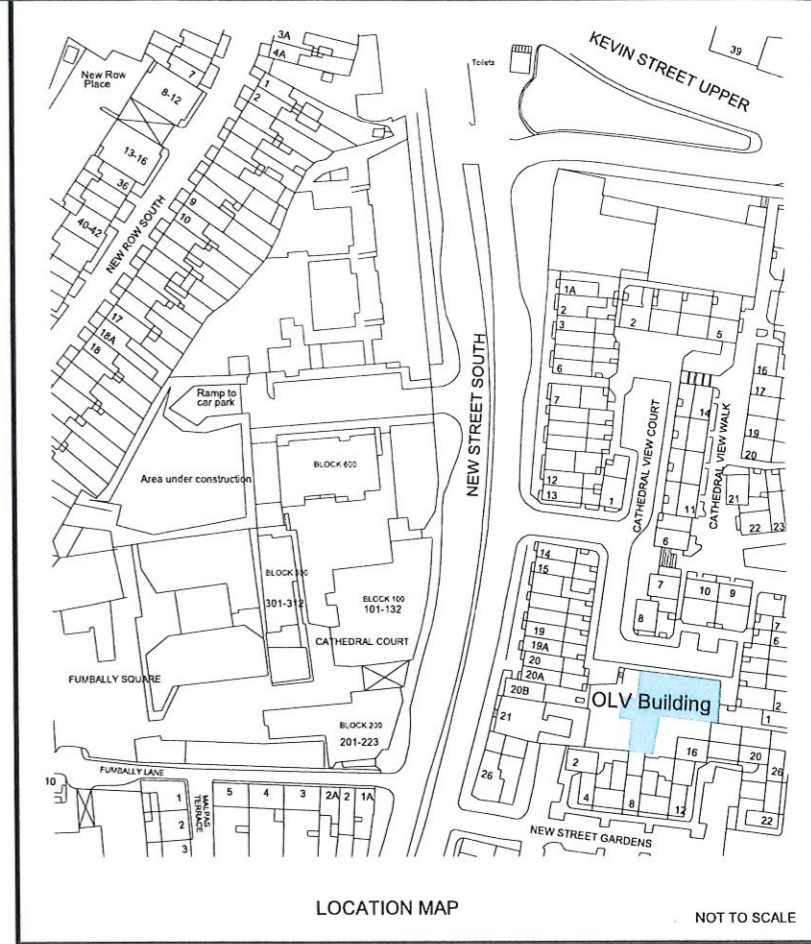 3A
4A
Toilets
KEVIN STREET UPPER
39
New Row
Place
7
8-12
1
2
13-16
36
40-42
NEW ROW SOUTH
9
10
17
18A
18
1A
2
3
6
7
12
13
1
2
5
16
17
19
20
14
11
21
22
23
6
7
8
10
9
7
6
2
1
NEW STREET SOUTH
CATHEDRAL VIEW COURT
CATHEDRAL VIEW WALK
Ramp to
car park
Area under construction
BLOCK 600
301-312
BLOCK 100
101-132
CATHEDRAL COURT
FUMBALLY SQUARE
BLOCK 200
201-223
14
15
19
19A
20
20A
20B
21
26
OLV Building
2
4
8
12
16
20
26
22
NEW STREET GARDENS
FUMBALLY LANE
10
1
2
3
MALPAS
TERRACE
5
4
3
2A
2
1A
LOCATION MAP
NOT TO SCALE